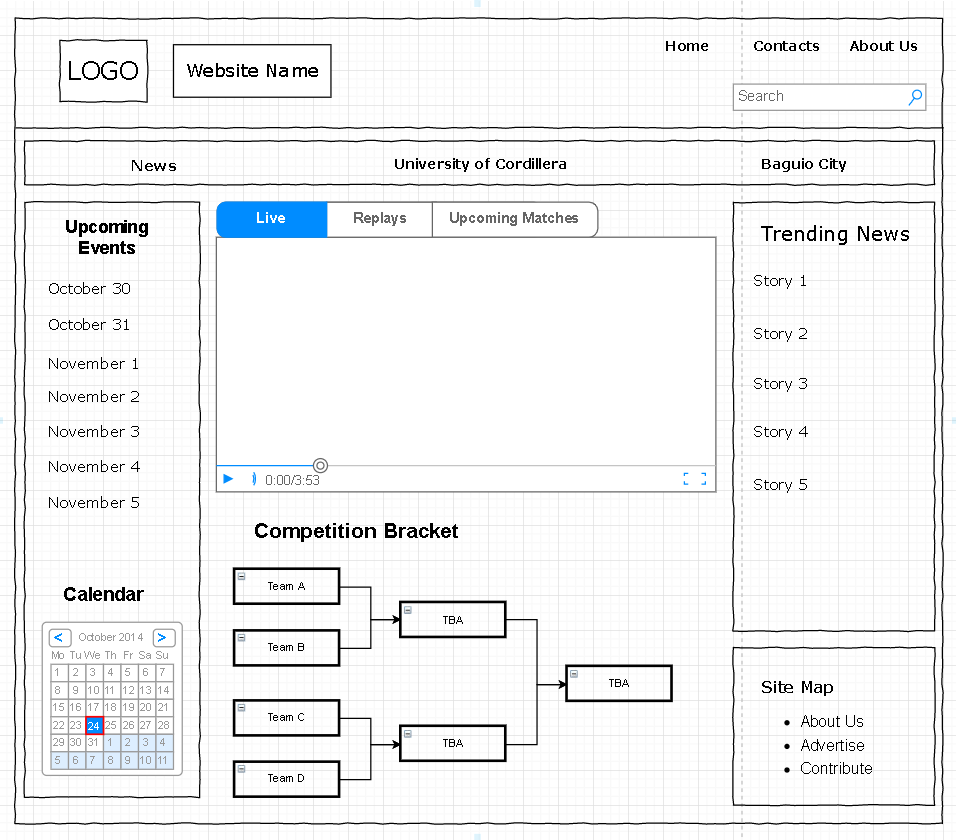 LOGO
Website Name
Home Contacts About Us
Search
News University of Cordillera Baguio City
Upcoming
Events
October 30
October 31
November 1
November 2
November 3
November 4
November 5
Calendar
< October 2014 >
Mo Tu We Th Fr Sa Su
1 2 3 4 5 6 7
8 9 10 11 12 13 14
15 16 17 18 19 20 21
22 23 24 25 26 27 28
29 30 31 1 2 3 4
5 6 7 8 9 10 11
Live Replays Upcoming Matches
0:00/3:53
Competition Bracket
Team A
Team B
TBA
Team C
Team D
TBA
TBA
Trending News
Story 1
Story 2
Story 3
Story 4
Story 5
Site Map
• About Us
• Advertise
• Contribute